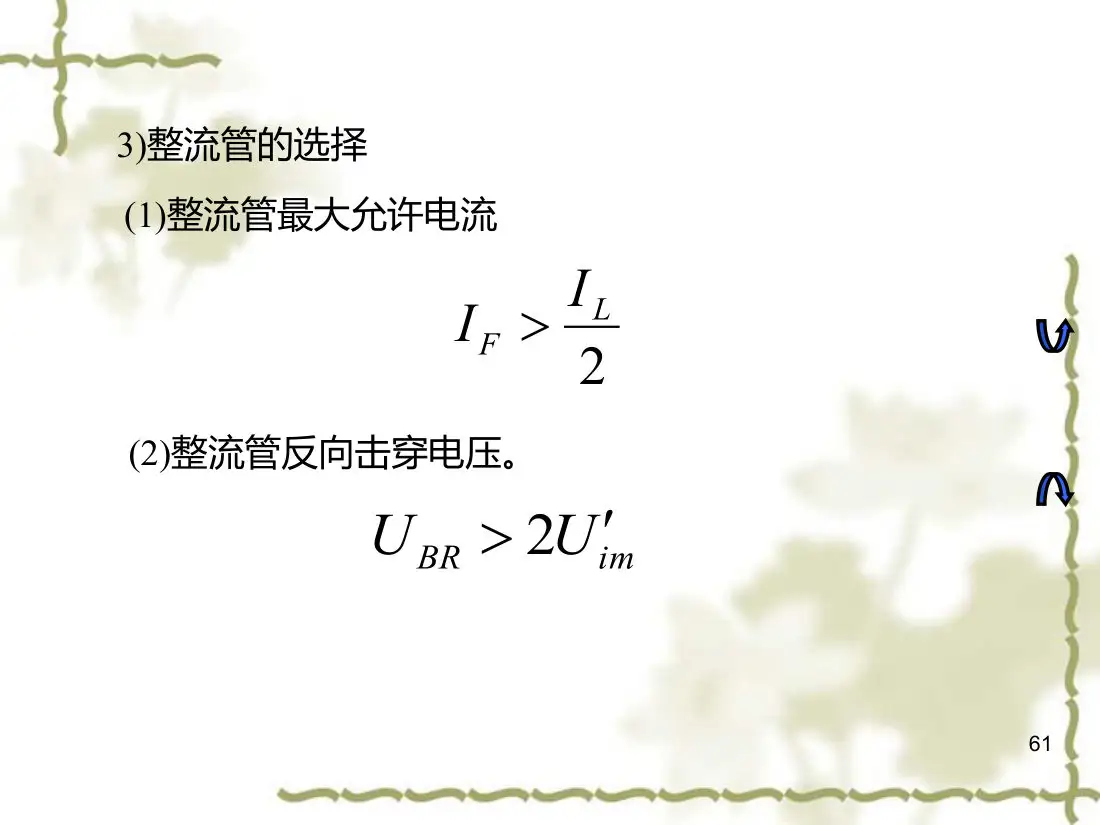 3)整流管的选择
(1)整流管最大允许电流
I_F > I_L / 2
(2)整流管反向击穿电压。
U_BR > 2U′_im
61